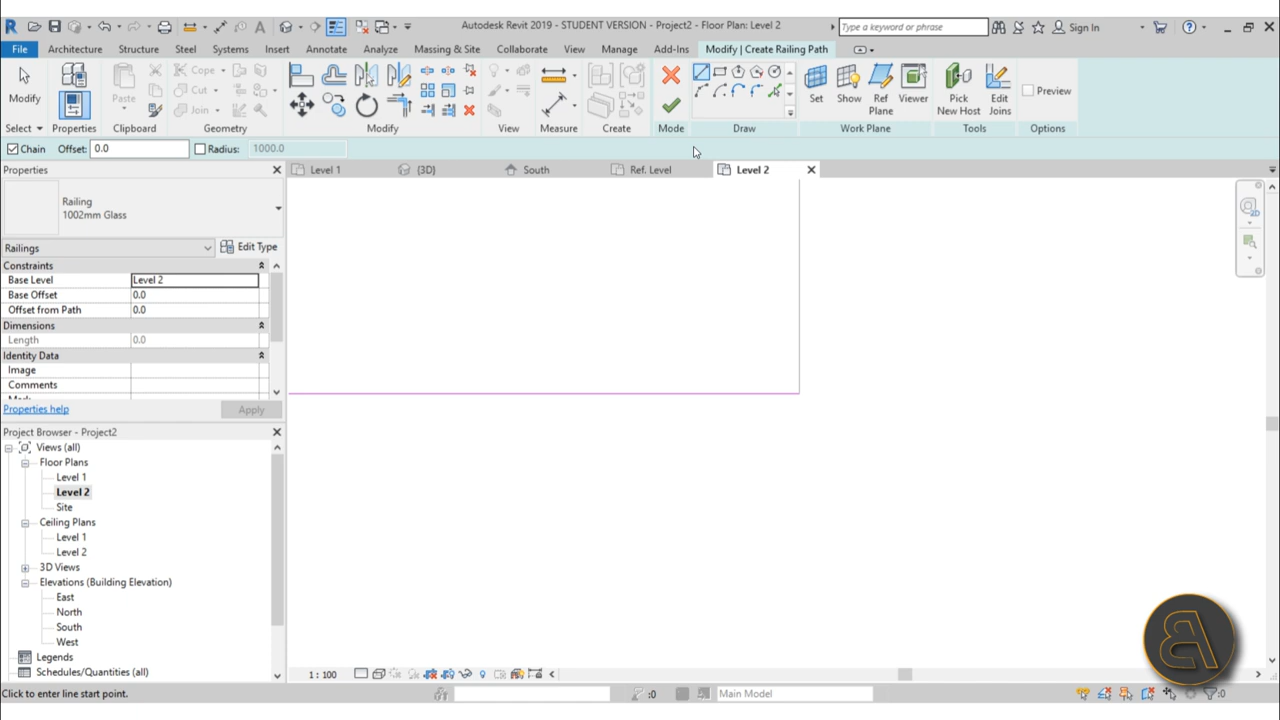 Autodesk Revit 2019 - STUDENT VERSION - Project2 - Floor Plan: Level 2
Type a keyword or phrase
Sign In
File Architecture Structure Steel Systems Insert Annotate Analyze Massing & Site Collaborate View Manage Add-Ins Modify | Create Railing Path
Modify
Paste
Cope
Cut
Join
Set
Show
Ref Plane
Viewer
Pick New Host
Edit Joins
Preview
Select Properties Clipboard Geometry Modify View Measure Create Mode Draw Work Plane Tools Options
Chain Offset: 0.0 Radius: 1000.0
Properties
Level 1 {3D} South Ref. Level Level 2
Railing
1002mm Glass
Railings Edit Type
Constraints
Base Level Level 2
Base Offset 0.0
Offset from Path 0.0
Dimensions
Length 0.0
Identity Data
Image
Comments
Properties help Apply
Project Browser - Project2
Views (all)
Floor Plans
Level 1
Level 2
Site
Ceiling Plans
Level 1
Level 2
3D Views
Elevations (Building Elevation)
East
North
South
West
Legends
Schedules/Quantities (all)
1 : 100
Click to enter line start point. :0 Main Model :0
2D